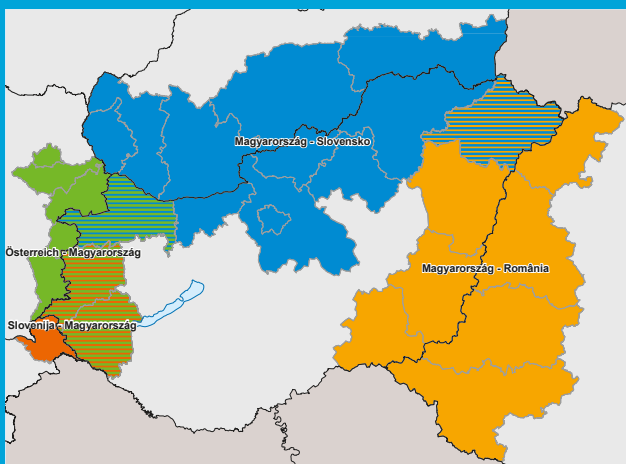 Magyarország - Slovensko
Österreich - Magyarország
Magyarország - România
Slovenija - Magyarország